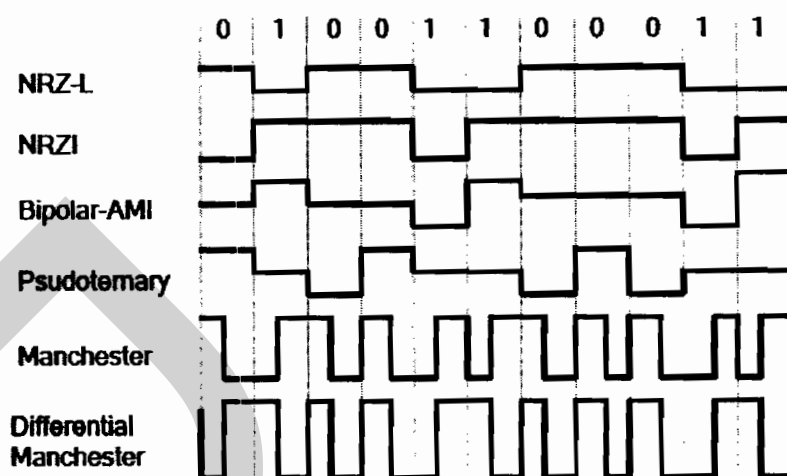 0 1 0 0 1 1 0 0 0 1 1
NRZ-L
NRZI
Bipolar-AMI
Psudoternary
Manchester
Differential
Manchester